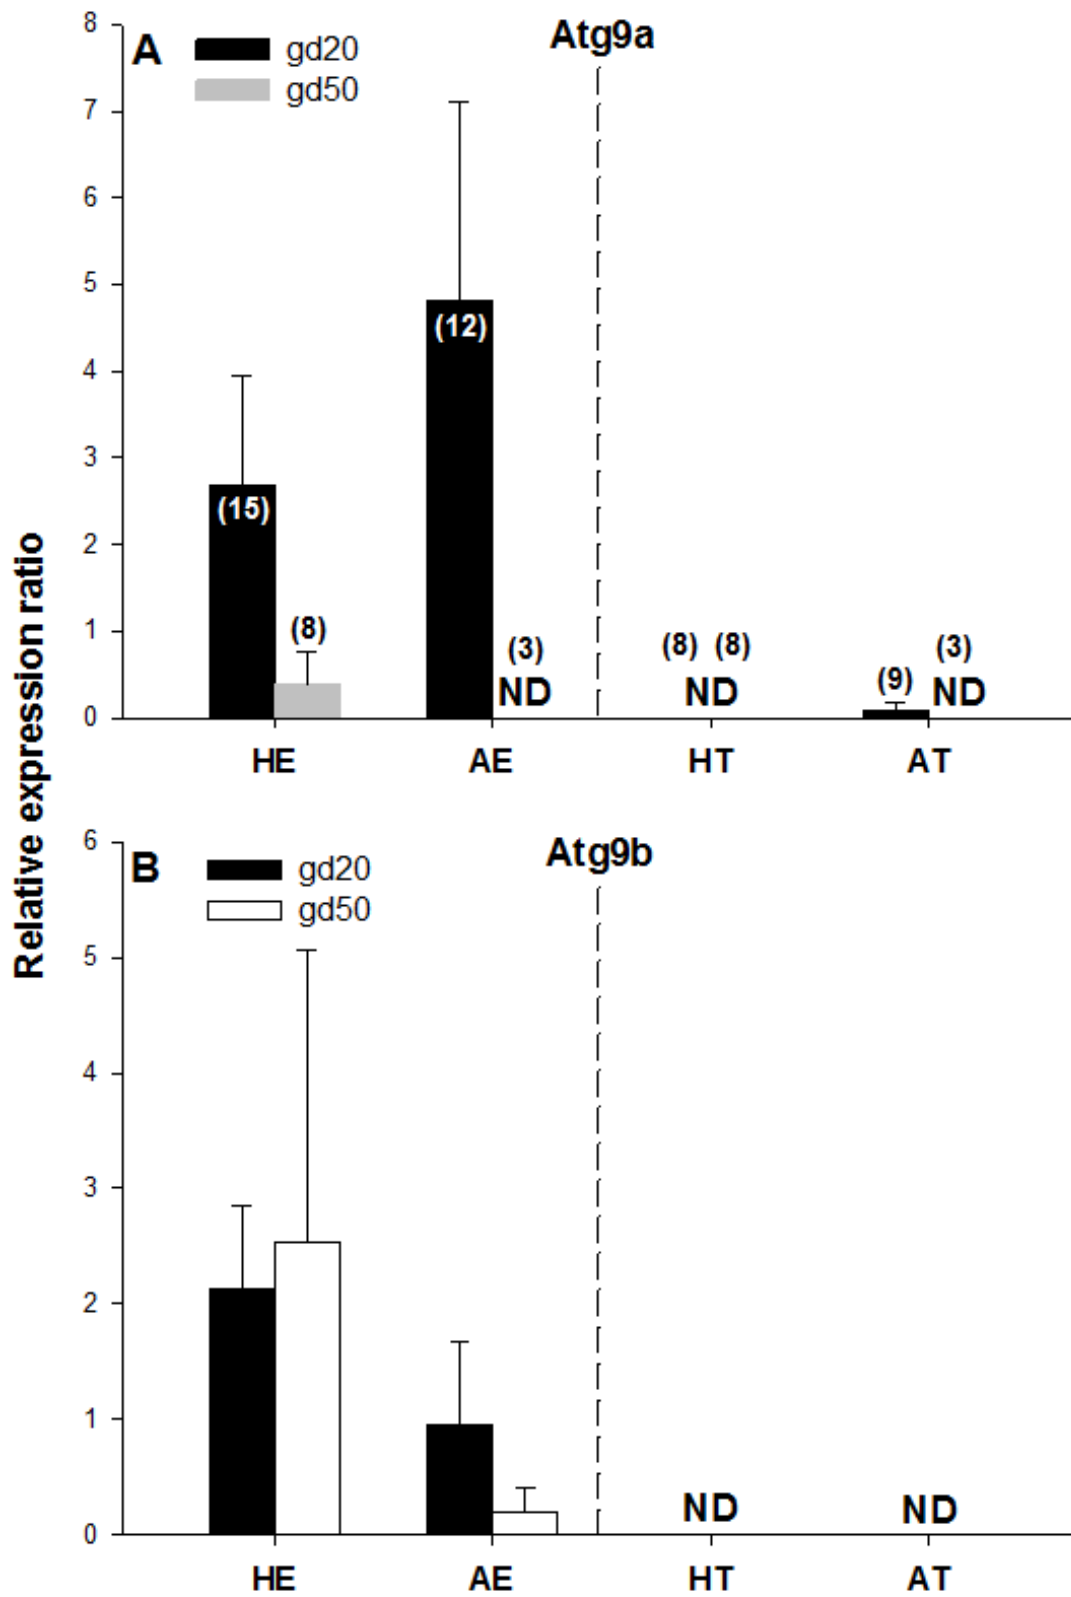 Relative expression ratio
A
gd20
gd50
Atg9a
8
7
6
5
4
3
2
1
0
(15)
(8)
(12)
(3)
ND
(8) (8)
ND
(9)
(3)
ND
HE AE HT AT
B
gd20
gd50
Atg9b
6
5
4
3
2
1
0
ND
ND
HE AE HT AT